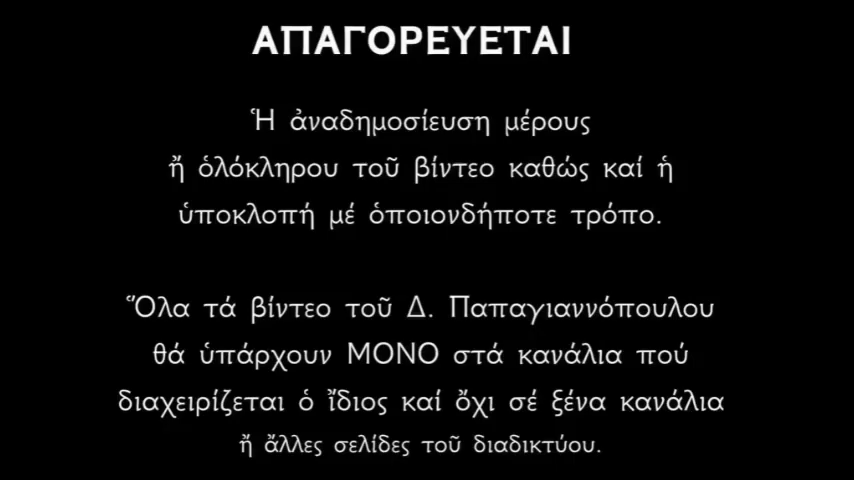 ΑΠΑΓΟΡΕΥΕΤΑΙ
Ἡ ἀναδημοσίευση μέρους
ἤ ὁλόκληρου τοῦ βίντεο καθώς καί ἡ
ὑποκλοπή μέ ὁποιονδήποτε τρόπο.
Ὅλα τά βίντεο τοῦ Δ. Παπαγιαννόπουλου
θά ὑπάρχουν ΜΟΝΟ στά κανάλια πού
διαχειρίζεται ὁ ἴδιος καί ὄχι σέ ξένα κανάλια
ἤ ἄλλες σελίδες τοῦ διαδικτύου.